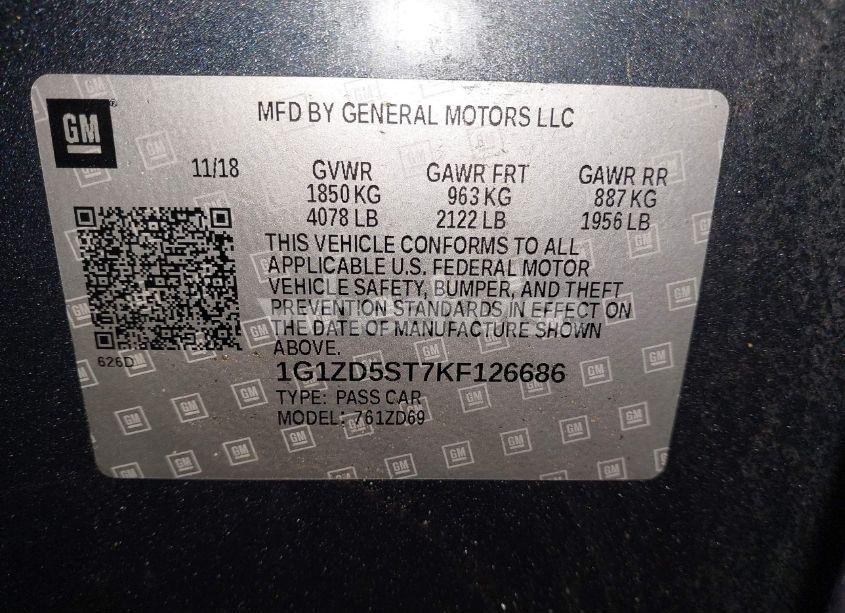 GM
MFD BY GENERAL MOTORS LLC
11/18 GVWR GAWR FRT GAWR RR
1850 KG 963 KG 887 KG
4078 LB 2122 LB 1956 LB
THIS VEHICLE CONFORMS TO ALL
APPLICABLE U.S. FEDERAL MOTOR
VEHICLE SAFETY, BUMPER, AND THEFT
PREVENTION STANDARDS IN EFFECT ON
THE DATE OF MANUFACTURE SHOWN
ABOVE.
626D
1G1ZD5ST7KF126686
TYPE: PASS CAR
MODEL: 761ZD69